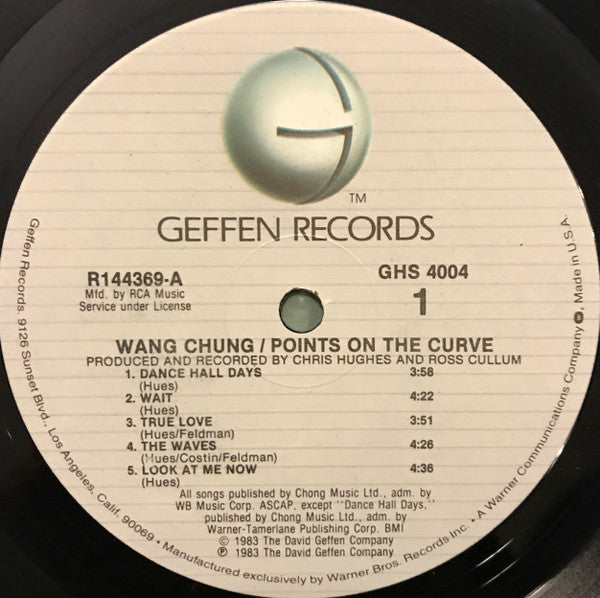 G
TM
GEFFEN RECORDS
R144369-A
Mfd. by RCA Music
Service under License
GHS 4004
1
WANG CHUNG / POINTS ON THE CURVE
PRODUCED AND RECORDED BY CHRIS HUGHES AND ROSS CULLUM
1. DANCE HALL DAYS 3:58
(Hues)
2. WAIT 4:22
(Hues)
3. TRUE LOVE 3:51
(Hues/Feldman)
4. THE WAVES 4:26
(Hues/Costin/Feldman)
5. LOOK AT ME NOW 4:36
(Hues)
All songs published by Chong Music Ltd., adm. by
WB Music Corp. ASCAP, except "Dance Hall Days,"
published by Chong Music Ltd., adm. by
Warner-Tamerlane Publishing Corp. BMI
© 1983 The David Geffen Company
℗ 1983 The David Geffen Company
Geffen Records. 9126 Sunset Blvd., Los Angeles, Calif. 90069 • Manufactured exclusively by Warner Bros. Records Inc. • A Warner Communications Company, Made in U.S.A.